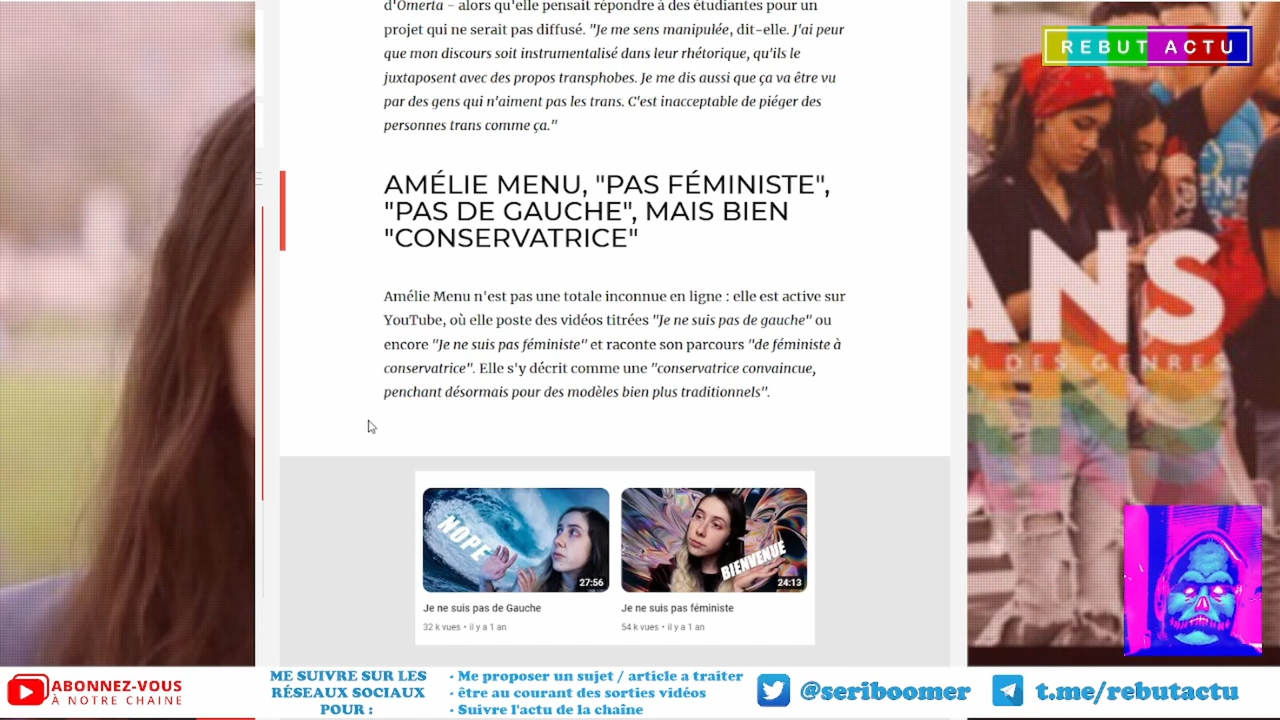 d'Omerta - alors qu'elle pensait répondre à des étudiantes pour un
projet qui ne serait pas diffusé. "Je me sens manipulée, dit-elle. J'ai peur
que mon discours soit instrumentalisé dans leur rhétorique, qu'ils le
juxtaposent avec des propos transphobes. Je me dis aussi que ça va être vu
par des gens qui n'aiment pas les trans. C'est inacceptable de piéger des
personnes trans comme ça."
AMÉLIE MENU, "PAS FÉMINISTE",
"PAS DE GAUCHE", MAIS BIEN
"CONSERVATRICE"
Amélie Menu n'est pas une totale inconnue en ligne : elle est active sur
YouTube, où elle poste des vidéos titrées "Je ne suis pas de gauche" ou
encore "Je ne suis pas féministe" et raconte son parcours "de féministe à
conservatrice". Elle s'y décrit comme une "conservatrice convaincue,
penchant désormais pour des modèles bien plus traditionnels".
NOPE
27:56
BIENVENUE
24:13
Je ne suis pas de Gauche
32 k vues • il y a 1 an
Je ne suis pas féministe
54 k vues • il y a 1 an
REBUT ACTU
ANS
N DES GENRES
ABONNEZ-VOUS
À NOTRE CHAINE
ME SUIVRE SUR LES
RÉSEAUX SOCIAUX
POUR :
· Me proposer un sujet / article a traiter
· être au courant des sorties vidéos
· Suivre l'actu de la chaîne
@seriboomer
t.me/rebutactu